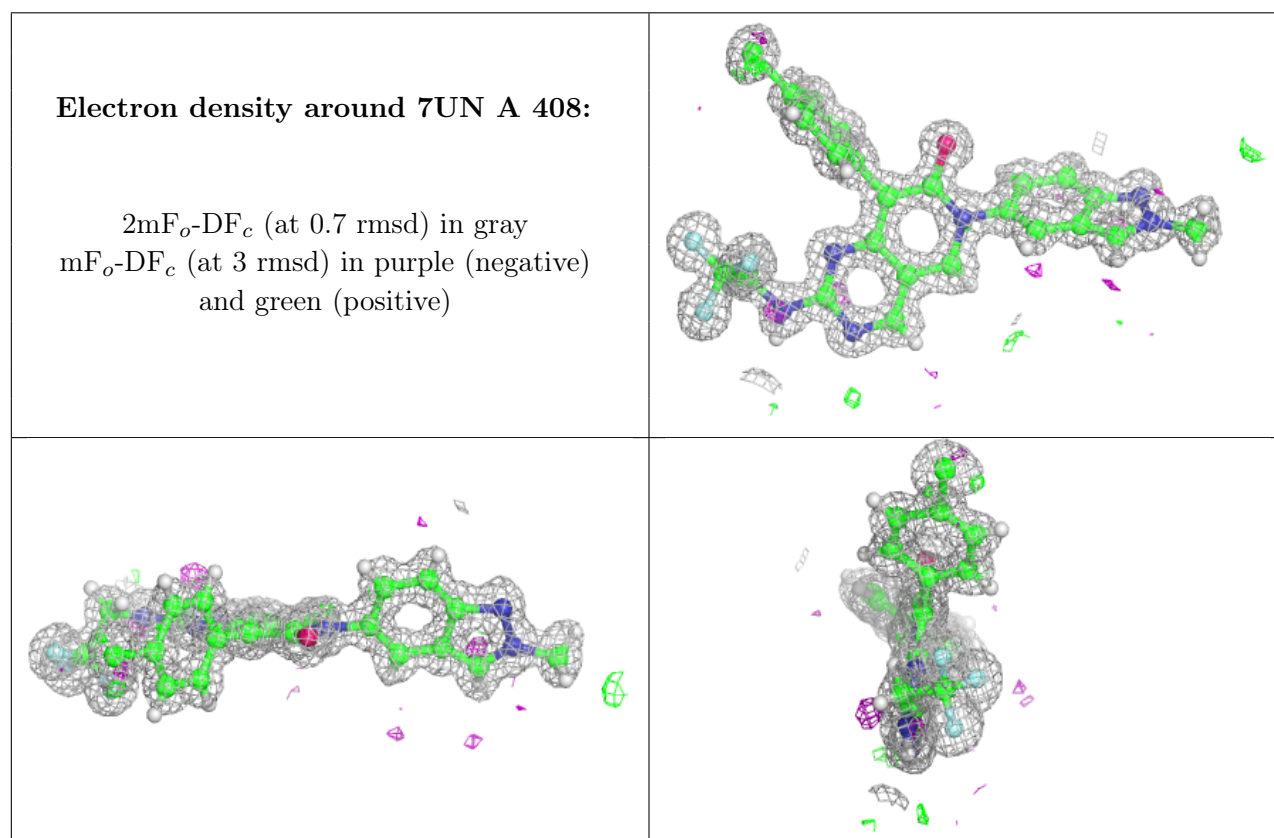 Electron density around 7UN A 408:
2mFₒ-DF𝒸 (at 0.7 rmsd) in gray
mFₒ-DF𝒸 (at 3 rmsd) in purple (negative)
and green (positive)